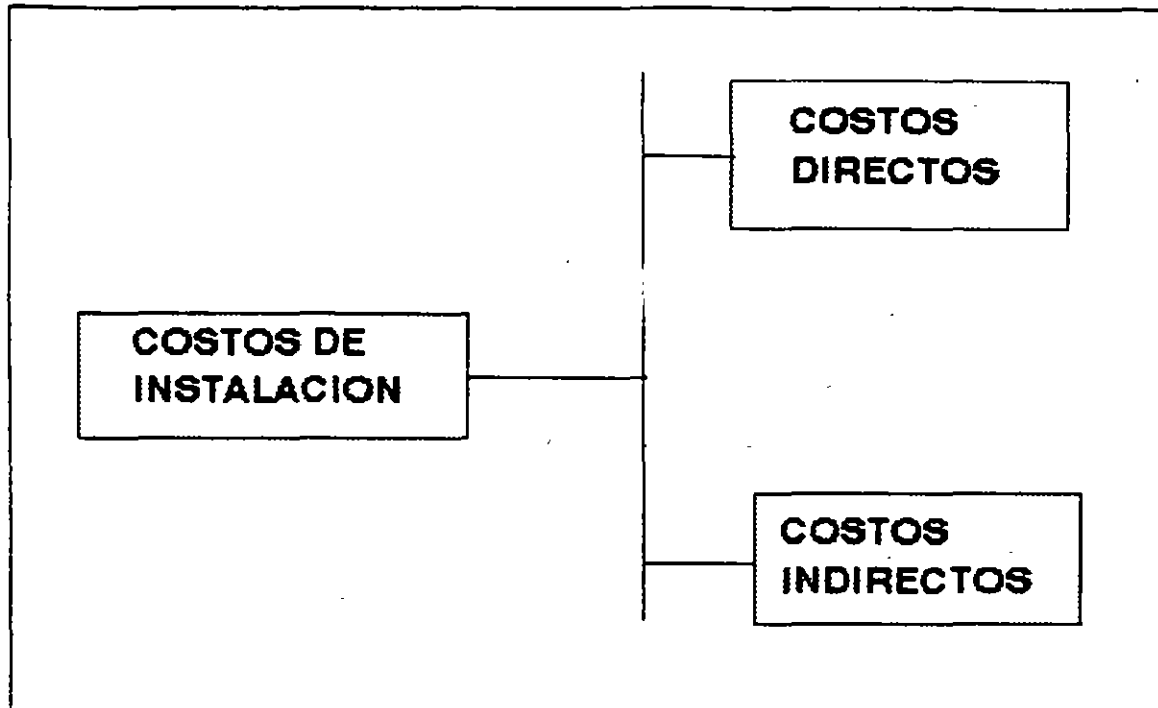 COSTOS
DIRECTOS
COSTOS DE
INSTALACION
COSTOS
INDIRECTOS